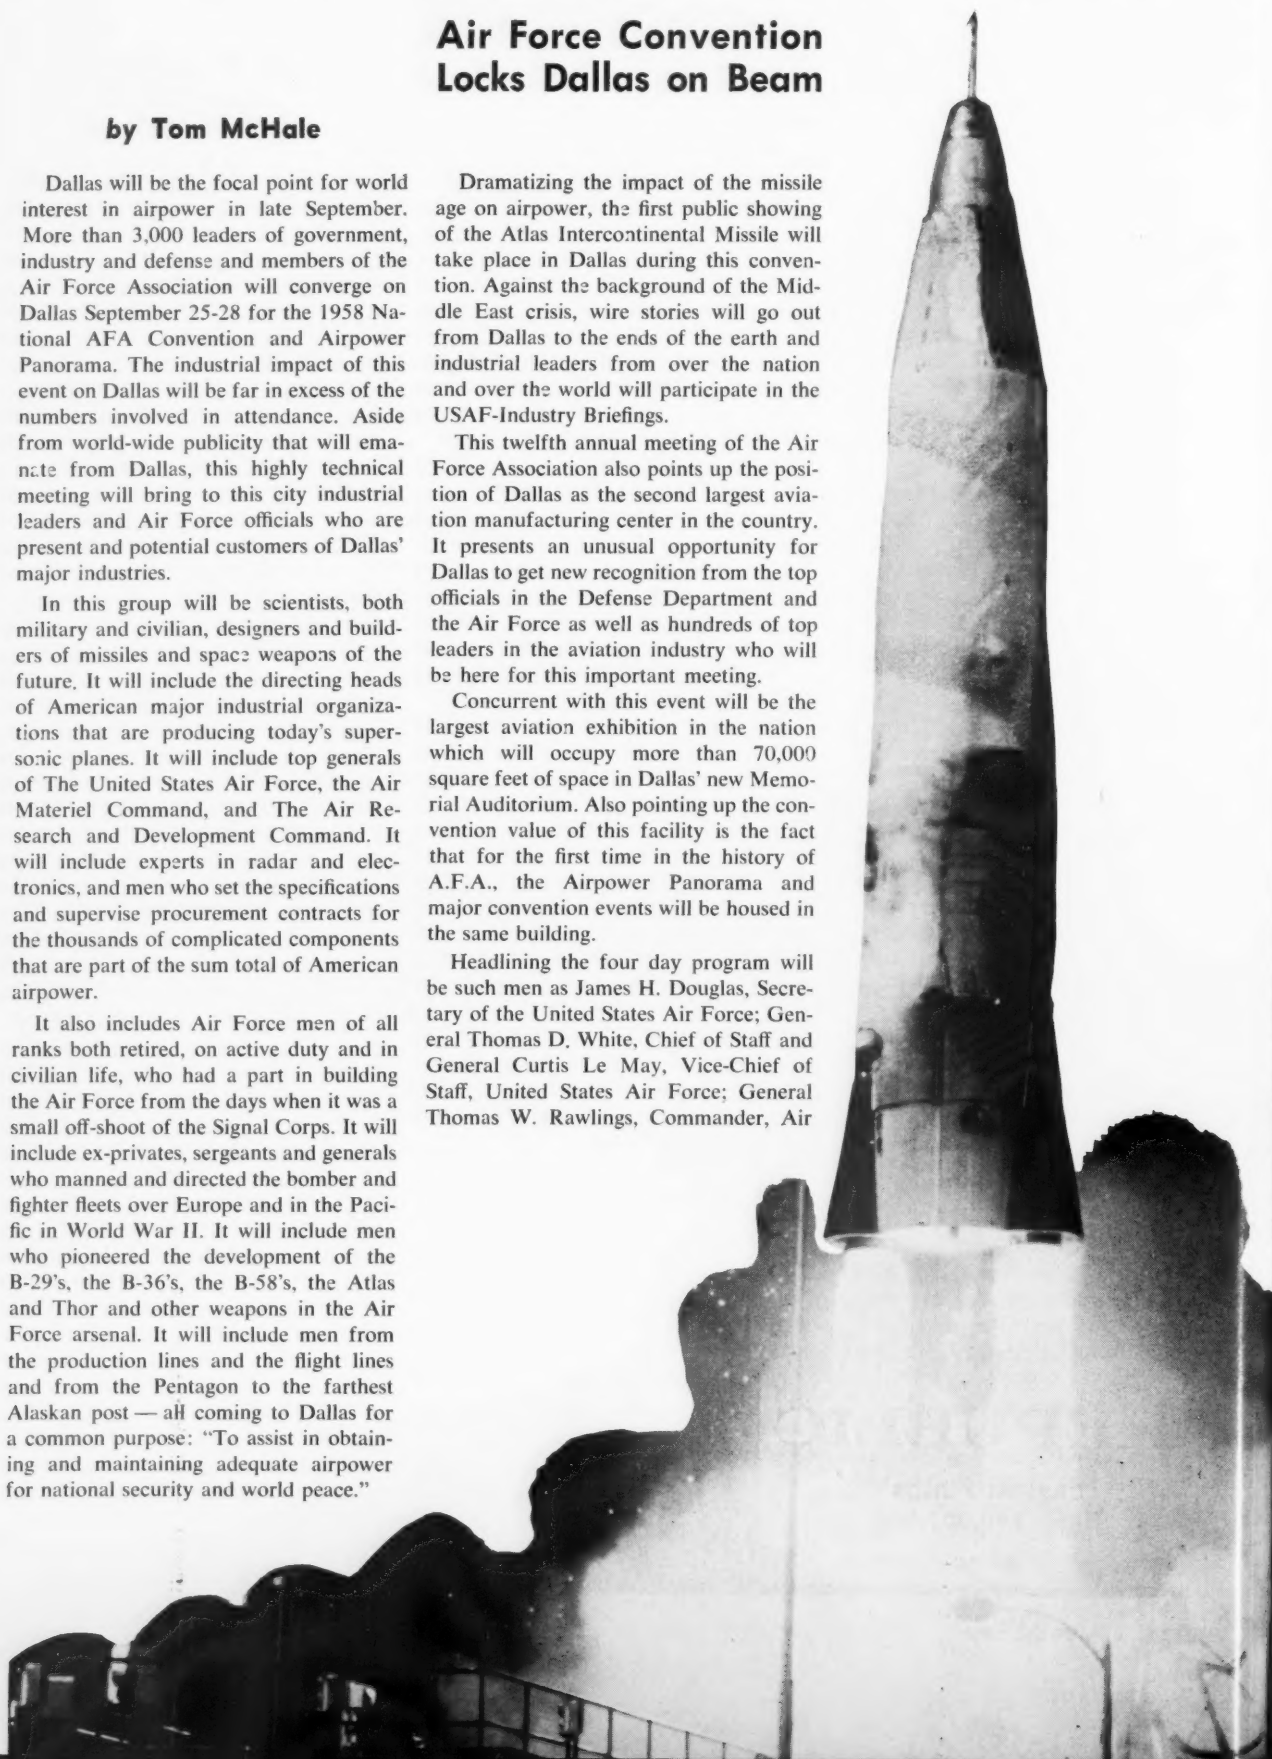 Air Force Convention
Locks Dallas on Beam
by Tom McHale
Dallas will be the focal point for world
interest in airpower in late September.
More than 3,000 leaders of government,
industry and defense and members of the
Air Force Association will converge on
Dallas September 25-28 for the 1958 Na-
tional AFA Convention and Airpower
Panorama. The industrial impact of this
event on Dallas will be far in excess of the
numbers involved in attendance. Aside
from world-wide publicity that will ema-
nate from Dallas, this highly technical
meeting will bring to this city industrial
leaders and Air Force officials who are
present and potential customers of Dallas'
major industries.
In this group will be scientists, both
military and civilian, designers and build-
ers of missiles and space weapons of the
future. It will include the directing heads
of American major industrial organiza-
tions that are producing today's super-
sonic planes. It will include top generals
of The United States Air Force, the Air
Materiel Command, and The Air Re-
search and Development Command. It
will include experts in radar and elec-
tronics, and men who set the specifications
and supervise procurement contracts for
the thousands of complicated components
that are part of the sum total of American
airpower.
It also includes Air Force men of all
ranks both retired, on active duty and in
civilian life, who had a part in building
the Air Force from the days when it was a
small off-shoot of the Signal Corps. It will
include ex-privates, sergeants and generals
who manned and directed the bomber and
fighter fleets over Europe and in the Paci-
fic in World War II. It will include men
who pioneered the development of the
B-29's, the B-36's, the B-58's, the Atlas
and Thor and other weapons in the Air
Force arsenal. It will include men from
the production lines and the flight lines
and from the Pentagon to the farthest
Alaskan post — all coming to Dallas for
a common purpose: "To assist in obtain-
ing and maintaining adequate airpower
for national security and world peace."
Dramatizing the impact of the missile
age on airpower, the first public showing
of the Atlas Intercontinental Missile will
take place in Dallas during this conven-
tion. Against the background of the Mid-
dle East crisis, wire stories will go out
from Dallas to the ends of the earth and
industrial leaders from over the nation
and over the world will participate in the
USAF-Industry Briefings.
This twelfth annual meeting of the Air
Force Association also points up the posi-
tion of Dallas as the second largest avia-
tion manufacturing center in the country.
It presents an unusual opportunity for
Dallas to get new recognition from the top
officials in the Defense Department and
the Air Force as well as hundreds of top
leaders in the aviation industry who will
be here for this important meeting.
Concurrent with this event will be the
largest aviation exhibition in the nation
which will occupy more than 70,000
square feet of space in Dallas' new Memo-
rial Auditorium. Also pointing up the con-
vention value of this facility is the fact
that for the first time in the history of
A.F.A., the Airpower Panorama and
major convention events will be housed in
the same building.
Headlining the four day program will
be such men as James H. Douglas, Secre-
tary of the United States Air Force; Gen-
eral Thomas D. White, Chief of Staff and
General Curtis Le May, Vice-Chief of
Staff, United States Air Force; General
Thomas W. Rawlings, Commander, Air